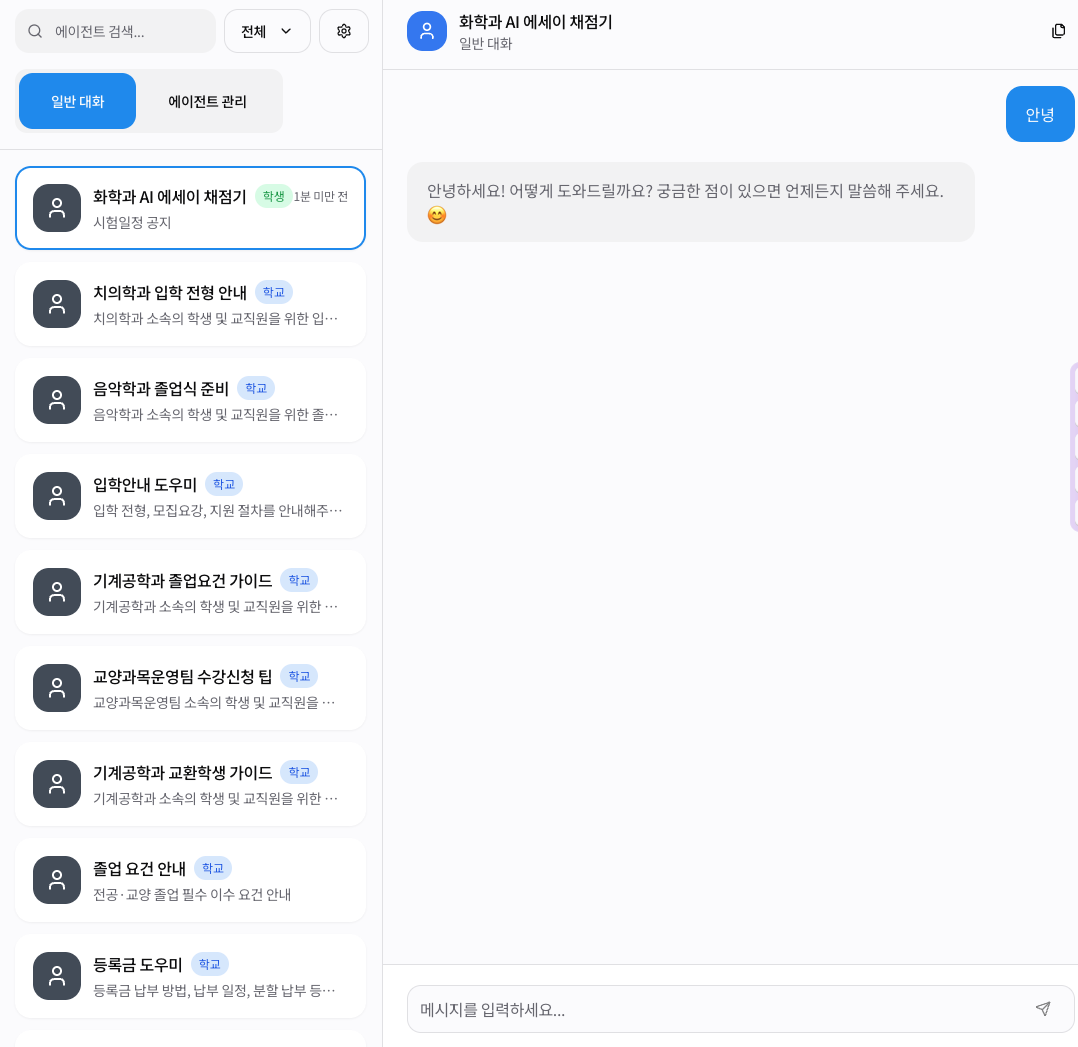 에이전트 검색...
전체
일반 대화
에이전트 관리
화학과 AI 에세이 채점기
학생
1분 미만 전
시험일정 공지
치의학과 입학 전형 안내
학교
치의학과 소속의 학생 및 교직원을 위한 입…
음악학과 졸업식 준비
학교
음악학과 소속의 학생 및 교직원을 위한 졸…
입학안내 도우미
학교
입학 전형, 모집요강, 지원 절차를 안내해주…
기계공학과 졸업요건 가이드
학교
기계공학과 소속의 학생 및 교직원을 위한 …
교양과목운영팀 수강신청 팁
학교
교양과목운영팀 소속의 학생 및 교직원을 …
기계공학과 교환학생 가이드
학교
기계공학과 소속의 학생 및 교직원을 위한 …
졸업 요건 안내
학교
전공·교양 졸업 필수 이수 요건 안내
등록금 도우미
학교
등록금 납부 방법, 납부 일정, 분할 납부 등…
화학과 AI 에세이 채점기
일반 대화
안녕
안녕하세요! 어떻게 도와드릴까요? 궁금한 점이 있으면 언제든지 말씀해 주세요.
😊
메시지를 입력하세요...